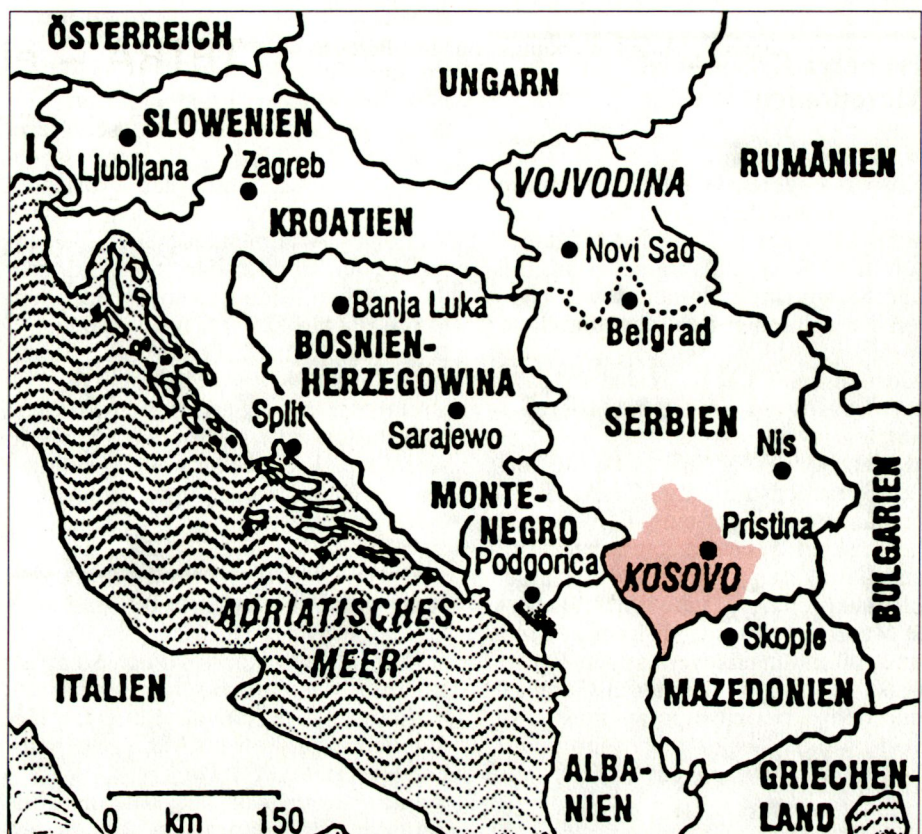 ÖSTERREICH
UNGARN
SLOWENIEN
I
Ljubljana
Zagreb
RUMÄNIEN
VOJVODINA
KROATIEN
Novi Sad
Banja Luka
Belgrad
BOSNIEN-
HERZEGOWINA
Split
Sarajewo
SERBIEN
Nis
MONTE-
NEGRO
Podgorica
Pristina
KOSOVO
BULGARIEN
ADRIATISCHES
MEER
Skopje
ITALIEN
MAZEDONIEN
ALBA-
NIEN
GRIECHEN-
LAND
0 km 150